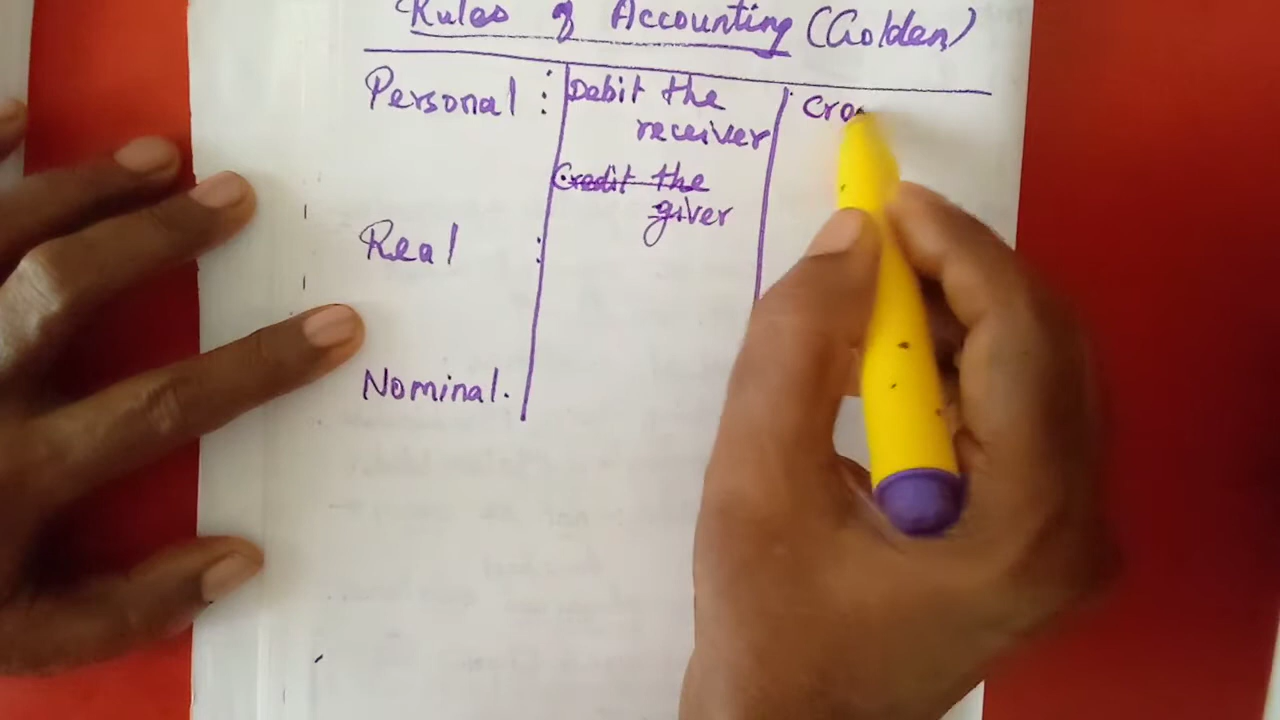 Rules of Accounting (Golden)
Personal : Debit the
receiver
Credit the
giver
Real :
Nominal.